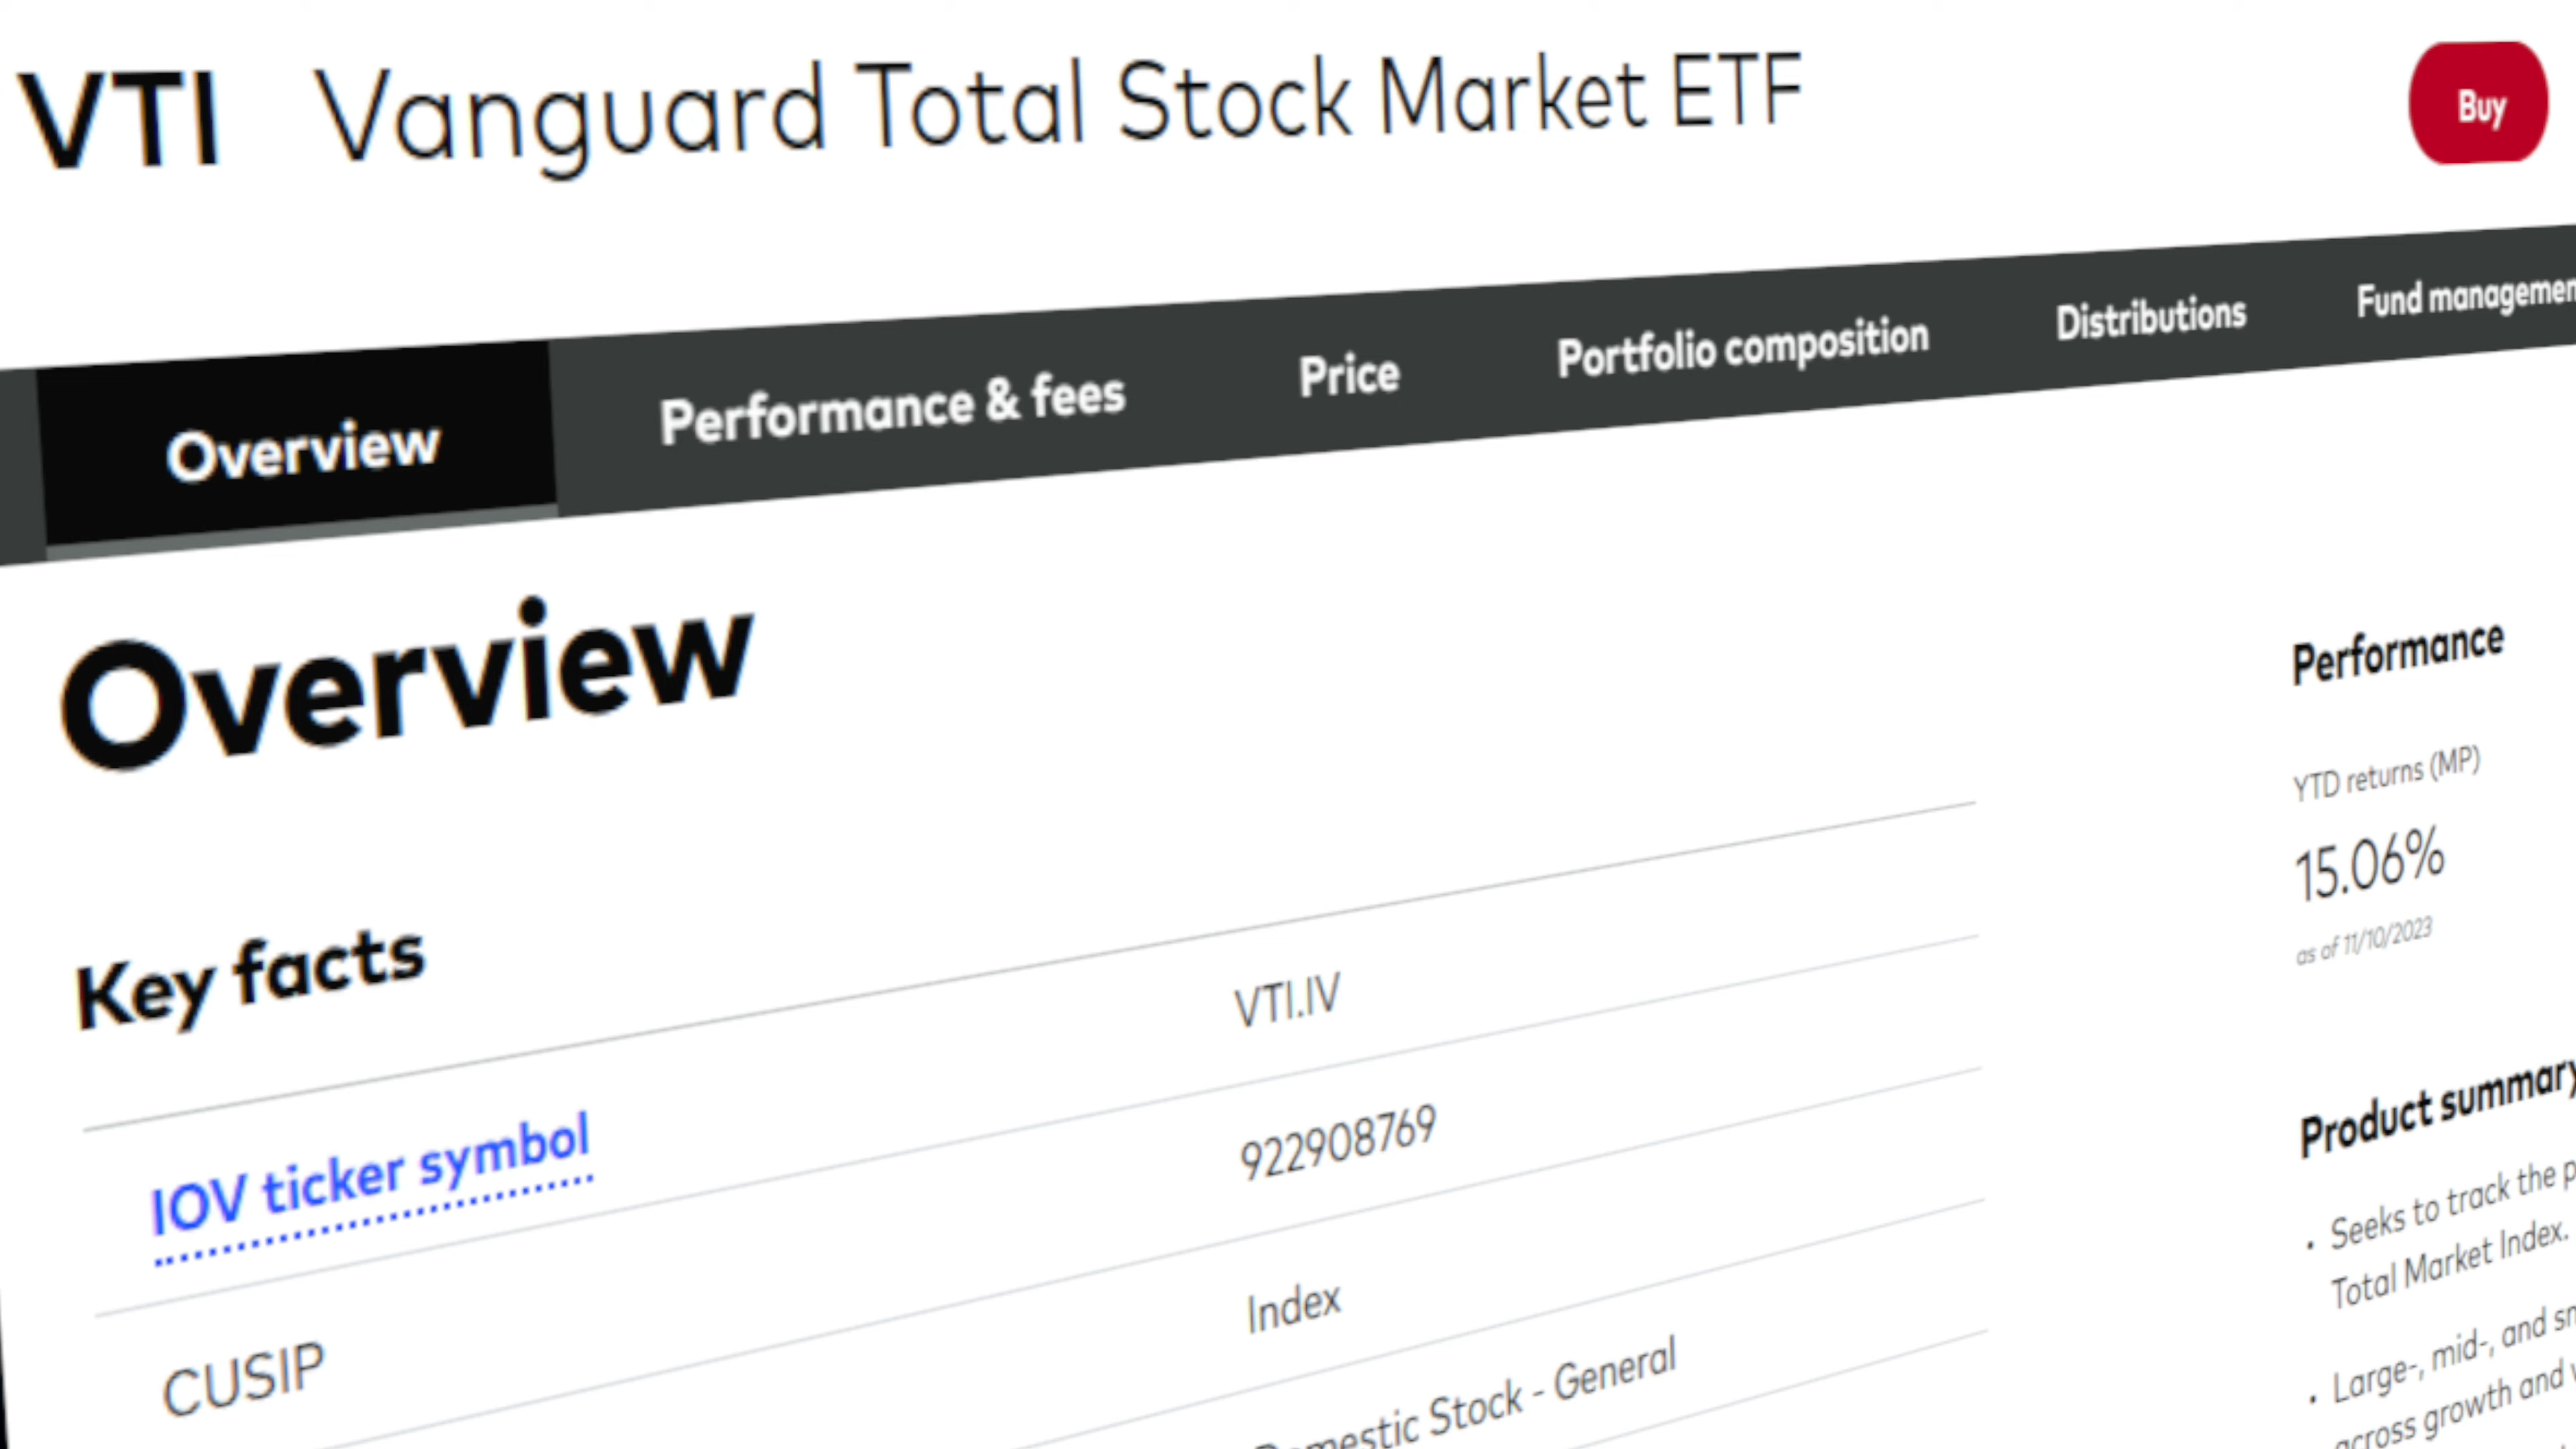 VTI Vanguard Total Stock Market ETF
Buy
Overview Performance & fees Price Portfolio composition Distributions Fund
Overview
Key facts
IOV ticker symbol VTI.IV
CUSIP 922908769
Index
Stock - General
Performance
YTD returns (MP)
15.06%
as of 11/10/2023
Product summary
• Seeks to track the
Total Market Index.
• Large-, mid-, and
across growth and